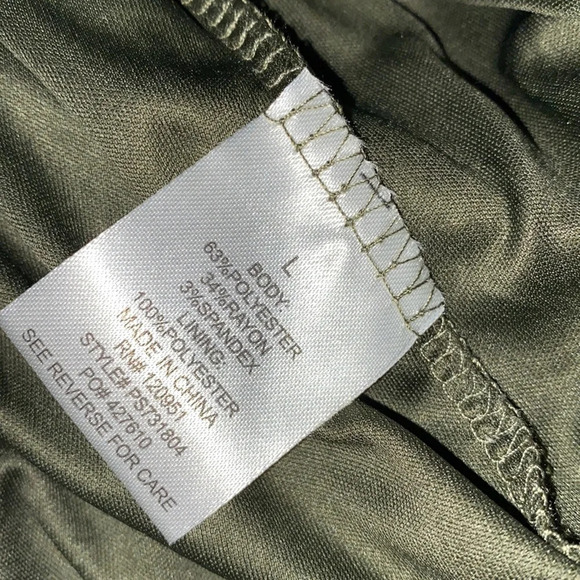 L
BODY:
63%POLYESTER
34%RAYON
3%SPANDEX
LINING:
100%POLYESTER
MADE IN CHINA
RN# 120951
STYLE# PS731804
PO# 427610
SEE REVERSE FOR CARE